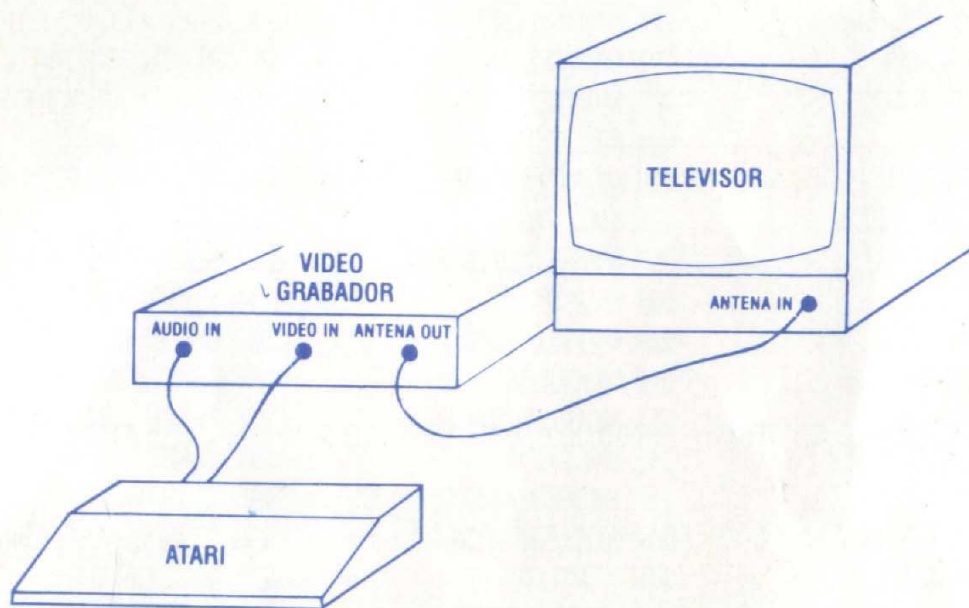 TELEVISOR
VIDEO
GRABADOR
ANTENA IN
AUDIO IN
VIDEO IN
ANTENA OUT
ATARI